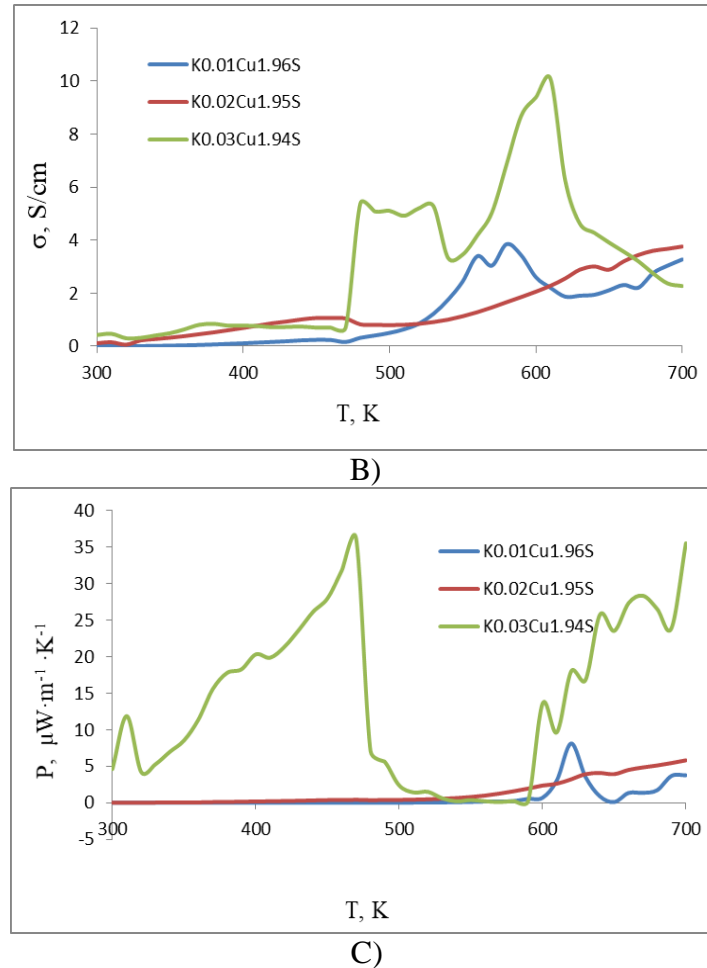 12
10
8
6
4
2
0
σ, S/cm
K0.01Cu1.96S
K0.02Cu1.95S
K0.03Cu1.94S
300 400 500 600 700
T, K
B)
40
35
30
25
20
15
10
5
0
-5
P, μW·m⁻¹ ·K⁻¹
K0.01Cu1.96S
K0.02Cu1.95S
K0.03Cu1.94S
300 400 500 600 700
T, K
C)